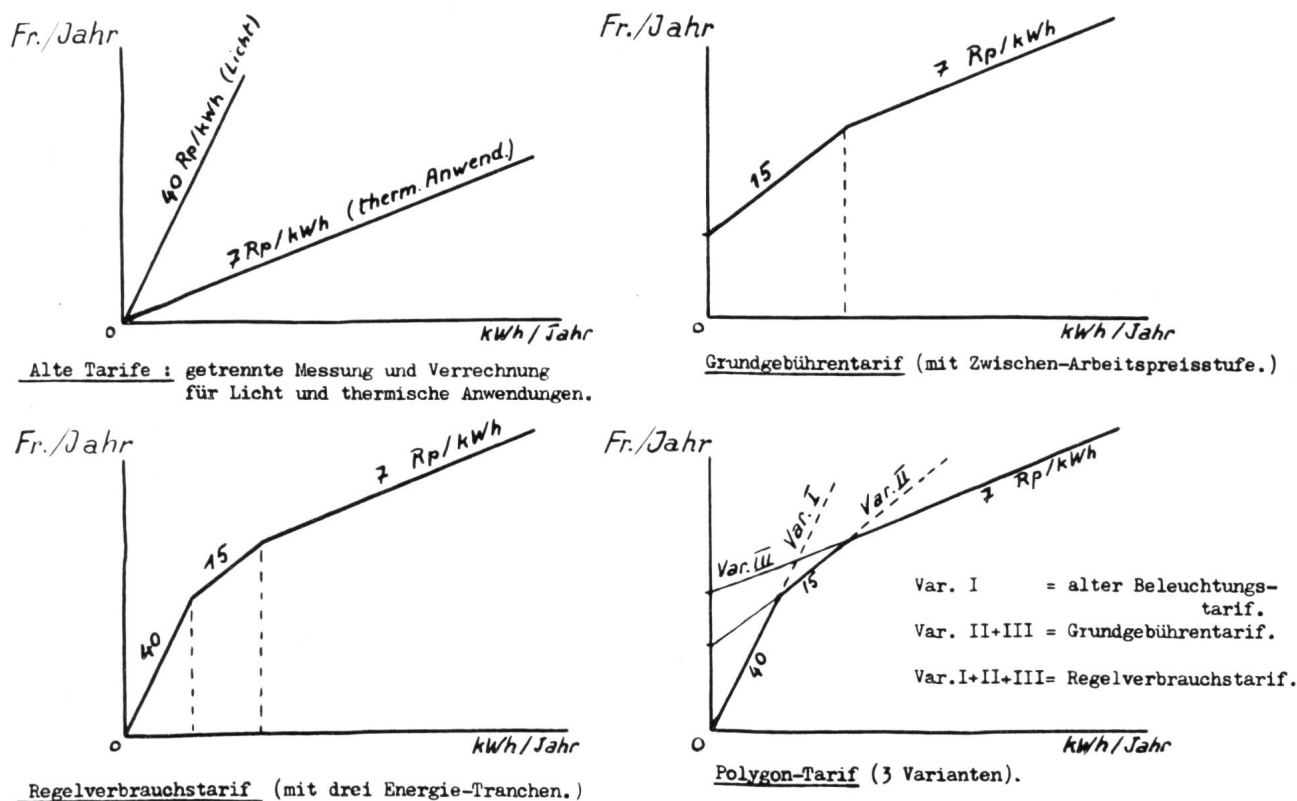 Fr./Jahr
40 Rp/kWh (Licht)
7 Rp/kWh (therm. Anwend.)
0
kWh/Jahr
Alte Tarife : getrennte Messung und Verrechnung
für Licht und thermische Anwendungen.
Fr./Jahr
15
7 Rp/kWh
0
kWh/Jahr
Grundgebührentarif (mit Zwischen-Arbeitspreisstufe.)
Fr./Jahr
40
15
7 Rp/kWh
0
kWh/Jahr
Regelverbrauchstarif (mit drei Energie-Tranchen.)
Fr./Jahr
Var. III
Var. I
Var. II
7 Rp/kWh
15
40
Var. I = alter Beleuchtungs-
tarif.
Var. II+III = Grundgebührentarif.
Var.I+II+III= Regelverbrauchstarif.
0
kWh/Jahr
Polygon-Tarif (3 Varianten).